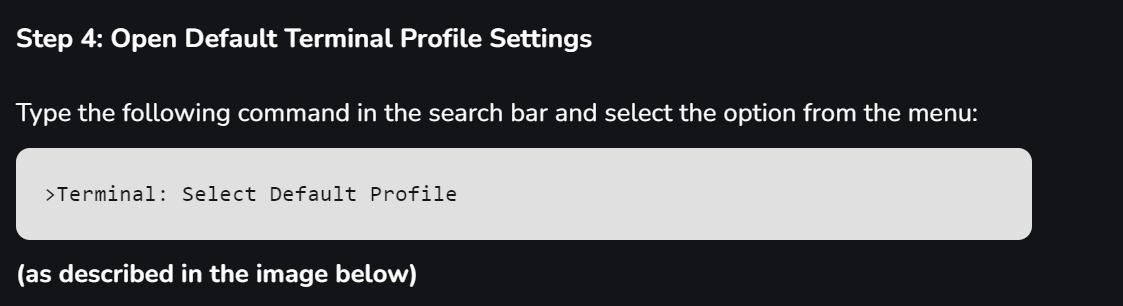 Step 4: Open Default Terminal Profile Settings
Type the following command in the search bar and select the option from the menu:
>Terminal: Select Default Profile
(as described in the image below)